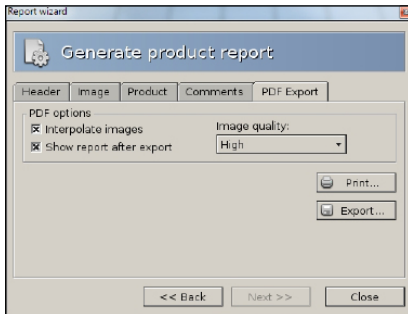 Report wizard
Generate product report
Header Image Product Comments PDF Export
PDF options
Interpolate images
Show report after export
Image quality:
High
Print...
Export...
<< Back Next >> Close